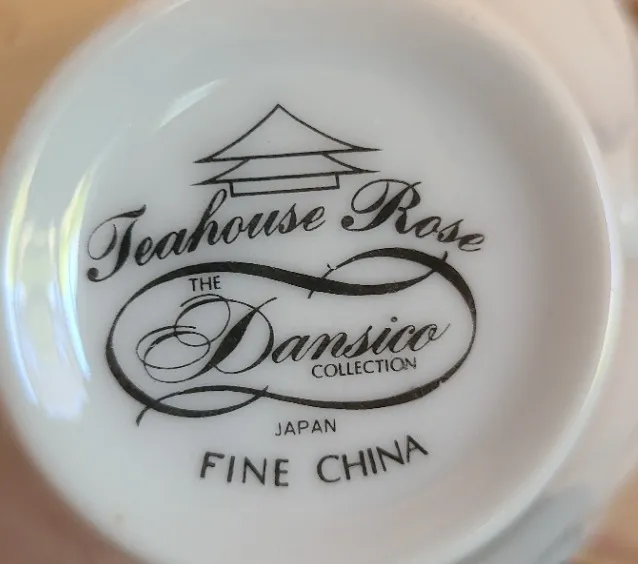 Teahouse Rose
THE
Dansico
COLLECTION
JAPAN
FINE CHINA